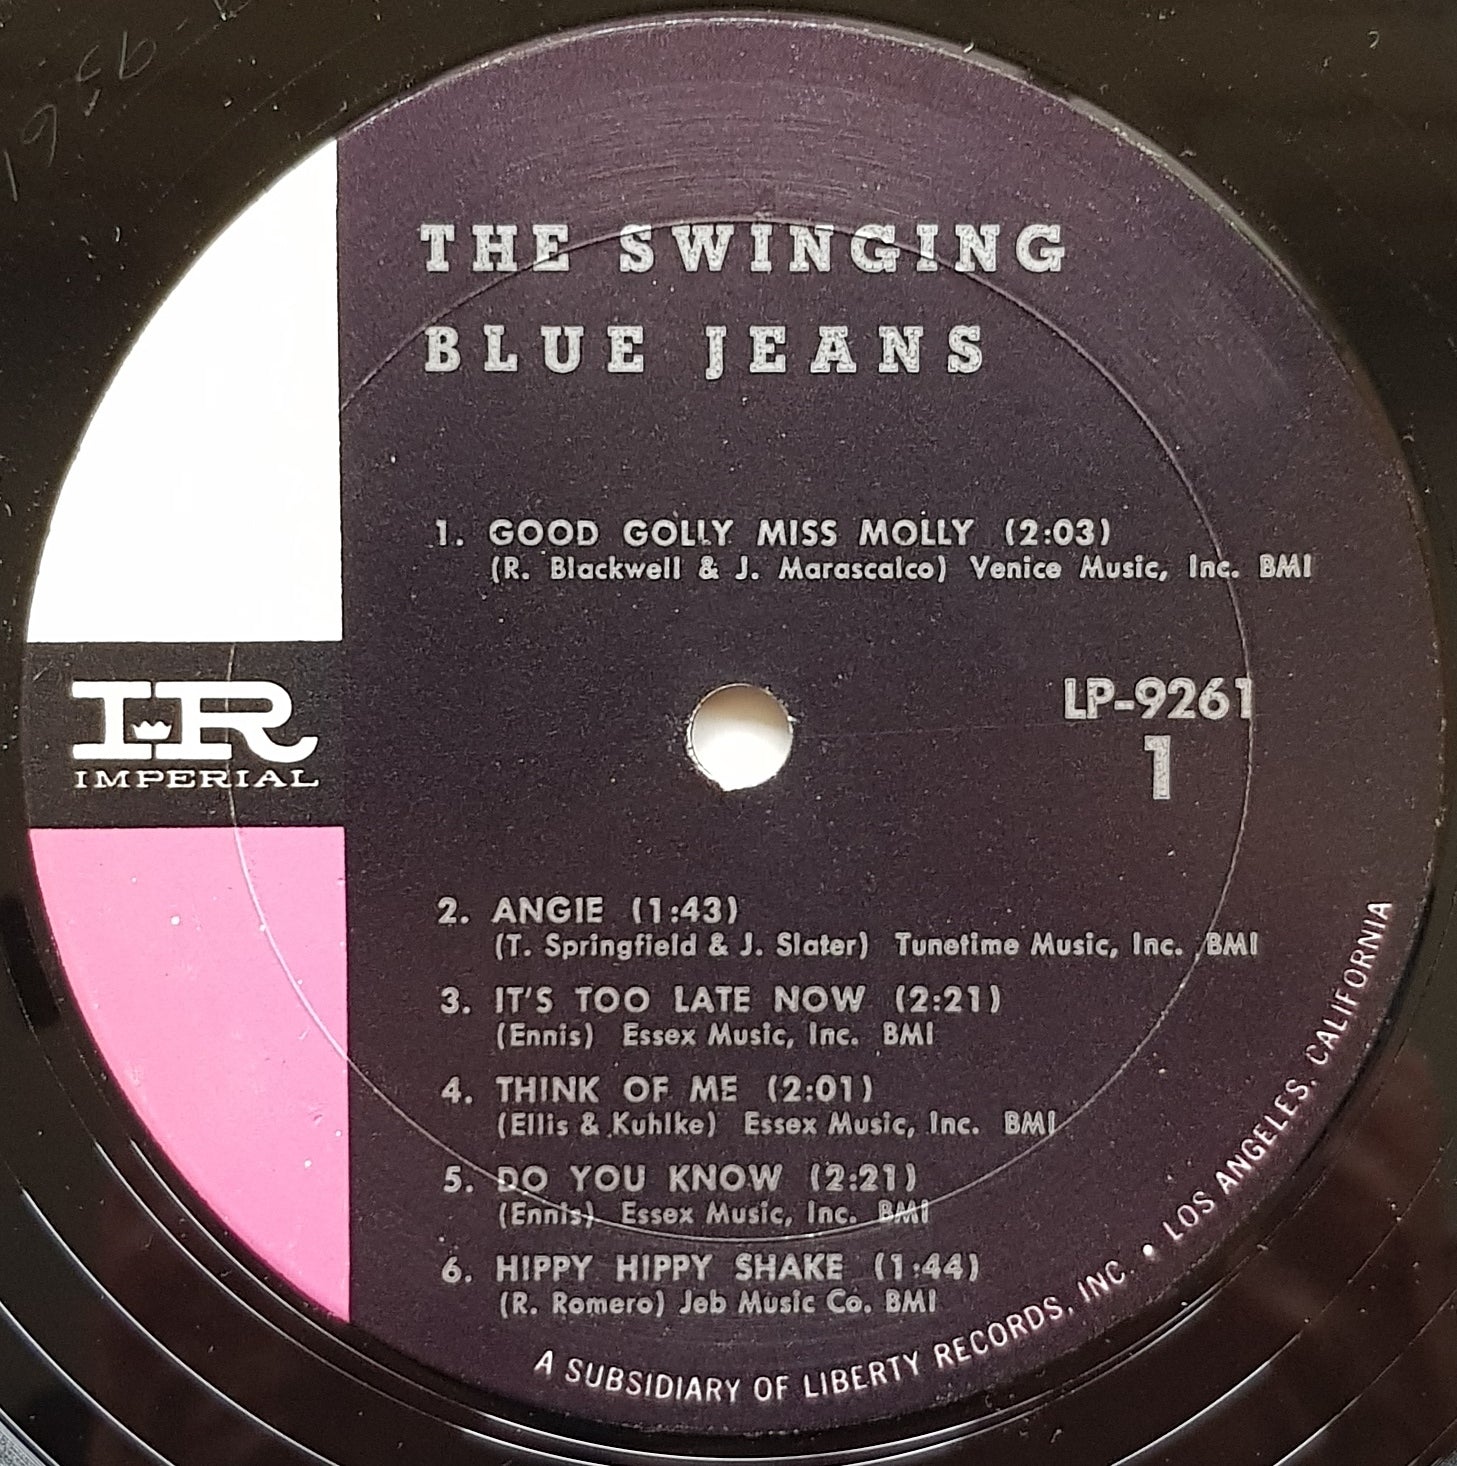 THE SWINGING
BLUE JEANS
1. GOOD GOLLY MISS MOLLY (2:03)
(R. Blackwell & J. Marascalco) Venice Music, Inc. BMI
IR
IMPERIAL
LP-9261
1
2. ANGIE (1:43)
(T. Springfield & J. Slater) Tunetime Music, Inc. BMI
3. IT'S TOO LATE NOW (2:21)
(Ennis) Essex Music, Inc. BMI
4. THINK OF ME (2:01)
(Ellis & Kuhlke) Essex Music, Inc. BMI
5. DO YOU KNOW (2:21)
(Ennis) Essex Music, Inc. BMI
6. HIPPY HIPPY SHAKE (1:44)
(R. Romero) Jeb Music Co. BMI
A SUBSIDIARY OF LIBERTY RECORDS, INC. • LOS ANGELES, CALIFORNIA